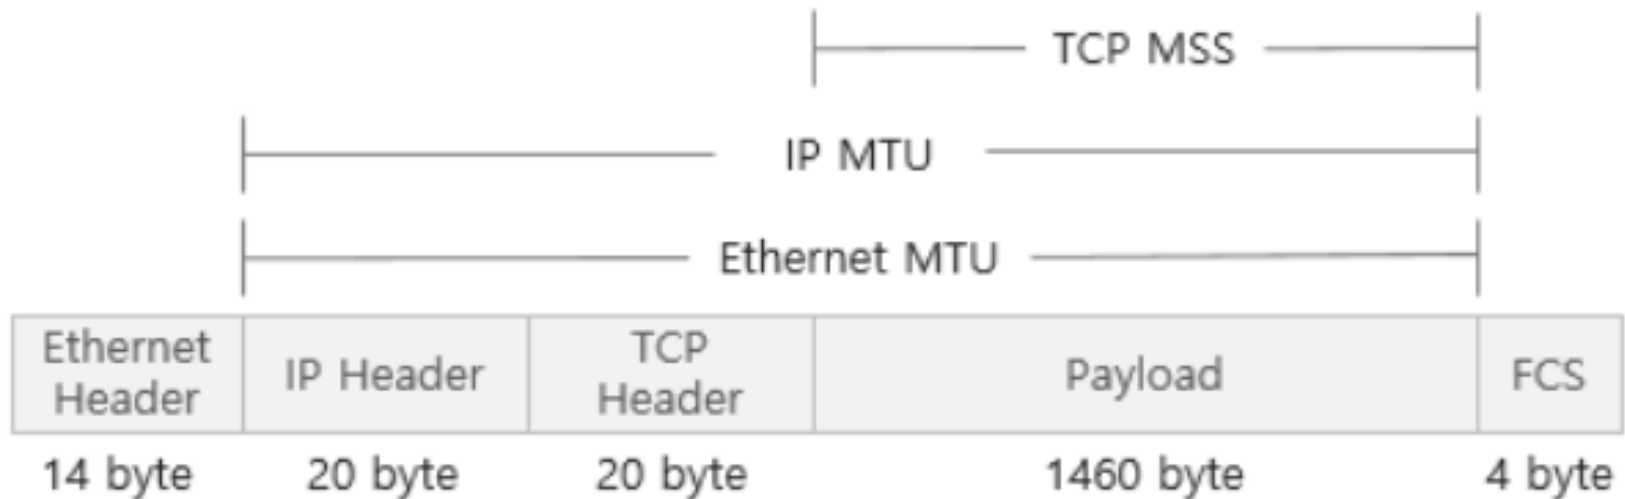 TCP MSS
IP MTU
Ethernet MTU
Ethernet
Header
IP Header
TCP
Header
Payload
FCS
14 byte
20 byte
20 byte
1460 byte
4 byte